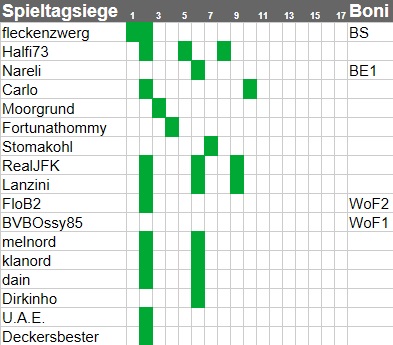 Spieltagsiege 1 3 5 7 9 11 13 15 17 Boni
fleckenzwerg BS
Halfi73
Nareli BE1
Carlo
Moorgrund
Fortunathommy
Stomakohl
RealJFK
Lanzini
FloB2 WoF2
BVBOssy85 WoF1
melnord
klanord
dain
Dirkinho
U.A.E.
Deckersbester